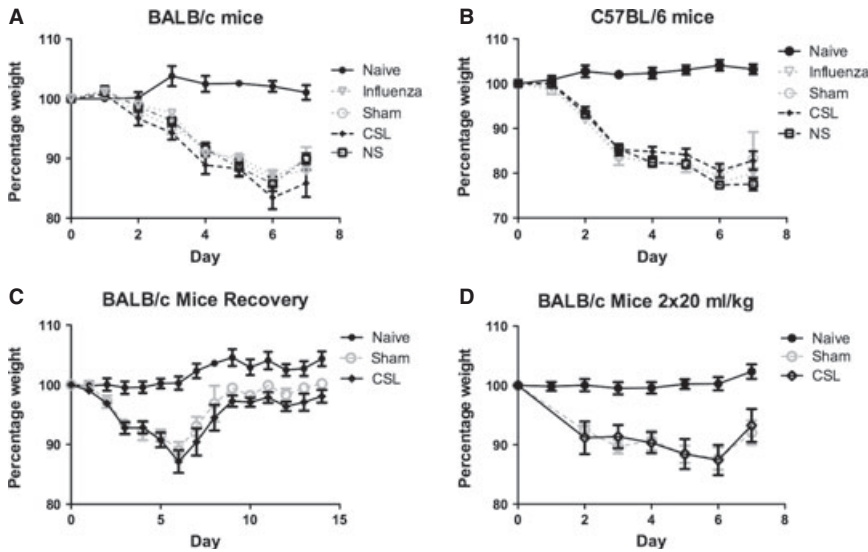 A
BALB/c mice
Percentage weight
110
100
90
80
0
2
4
6
8
Day
Naive
Influenza
Sham
CSL
NS
B
C57BL/6 mice
Percentage weight
110
100
90
80
70
0
2
4
6
8
Day
Naive
Influenza
Sham
CSL
NS
C
BALB/c Mice Recovery
Percentage weight
110
100
90
80
0
5
10
15
Day
Naive
Sham
CSL
D
BALB/c Mice 2x20 ml/kg
Percentage weight
110
100
90
80
0
2
4
6
8
Day
Naive
Sham
CSL